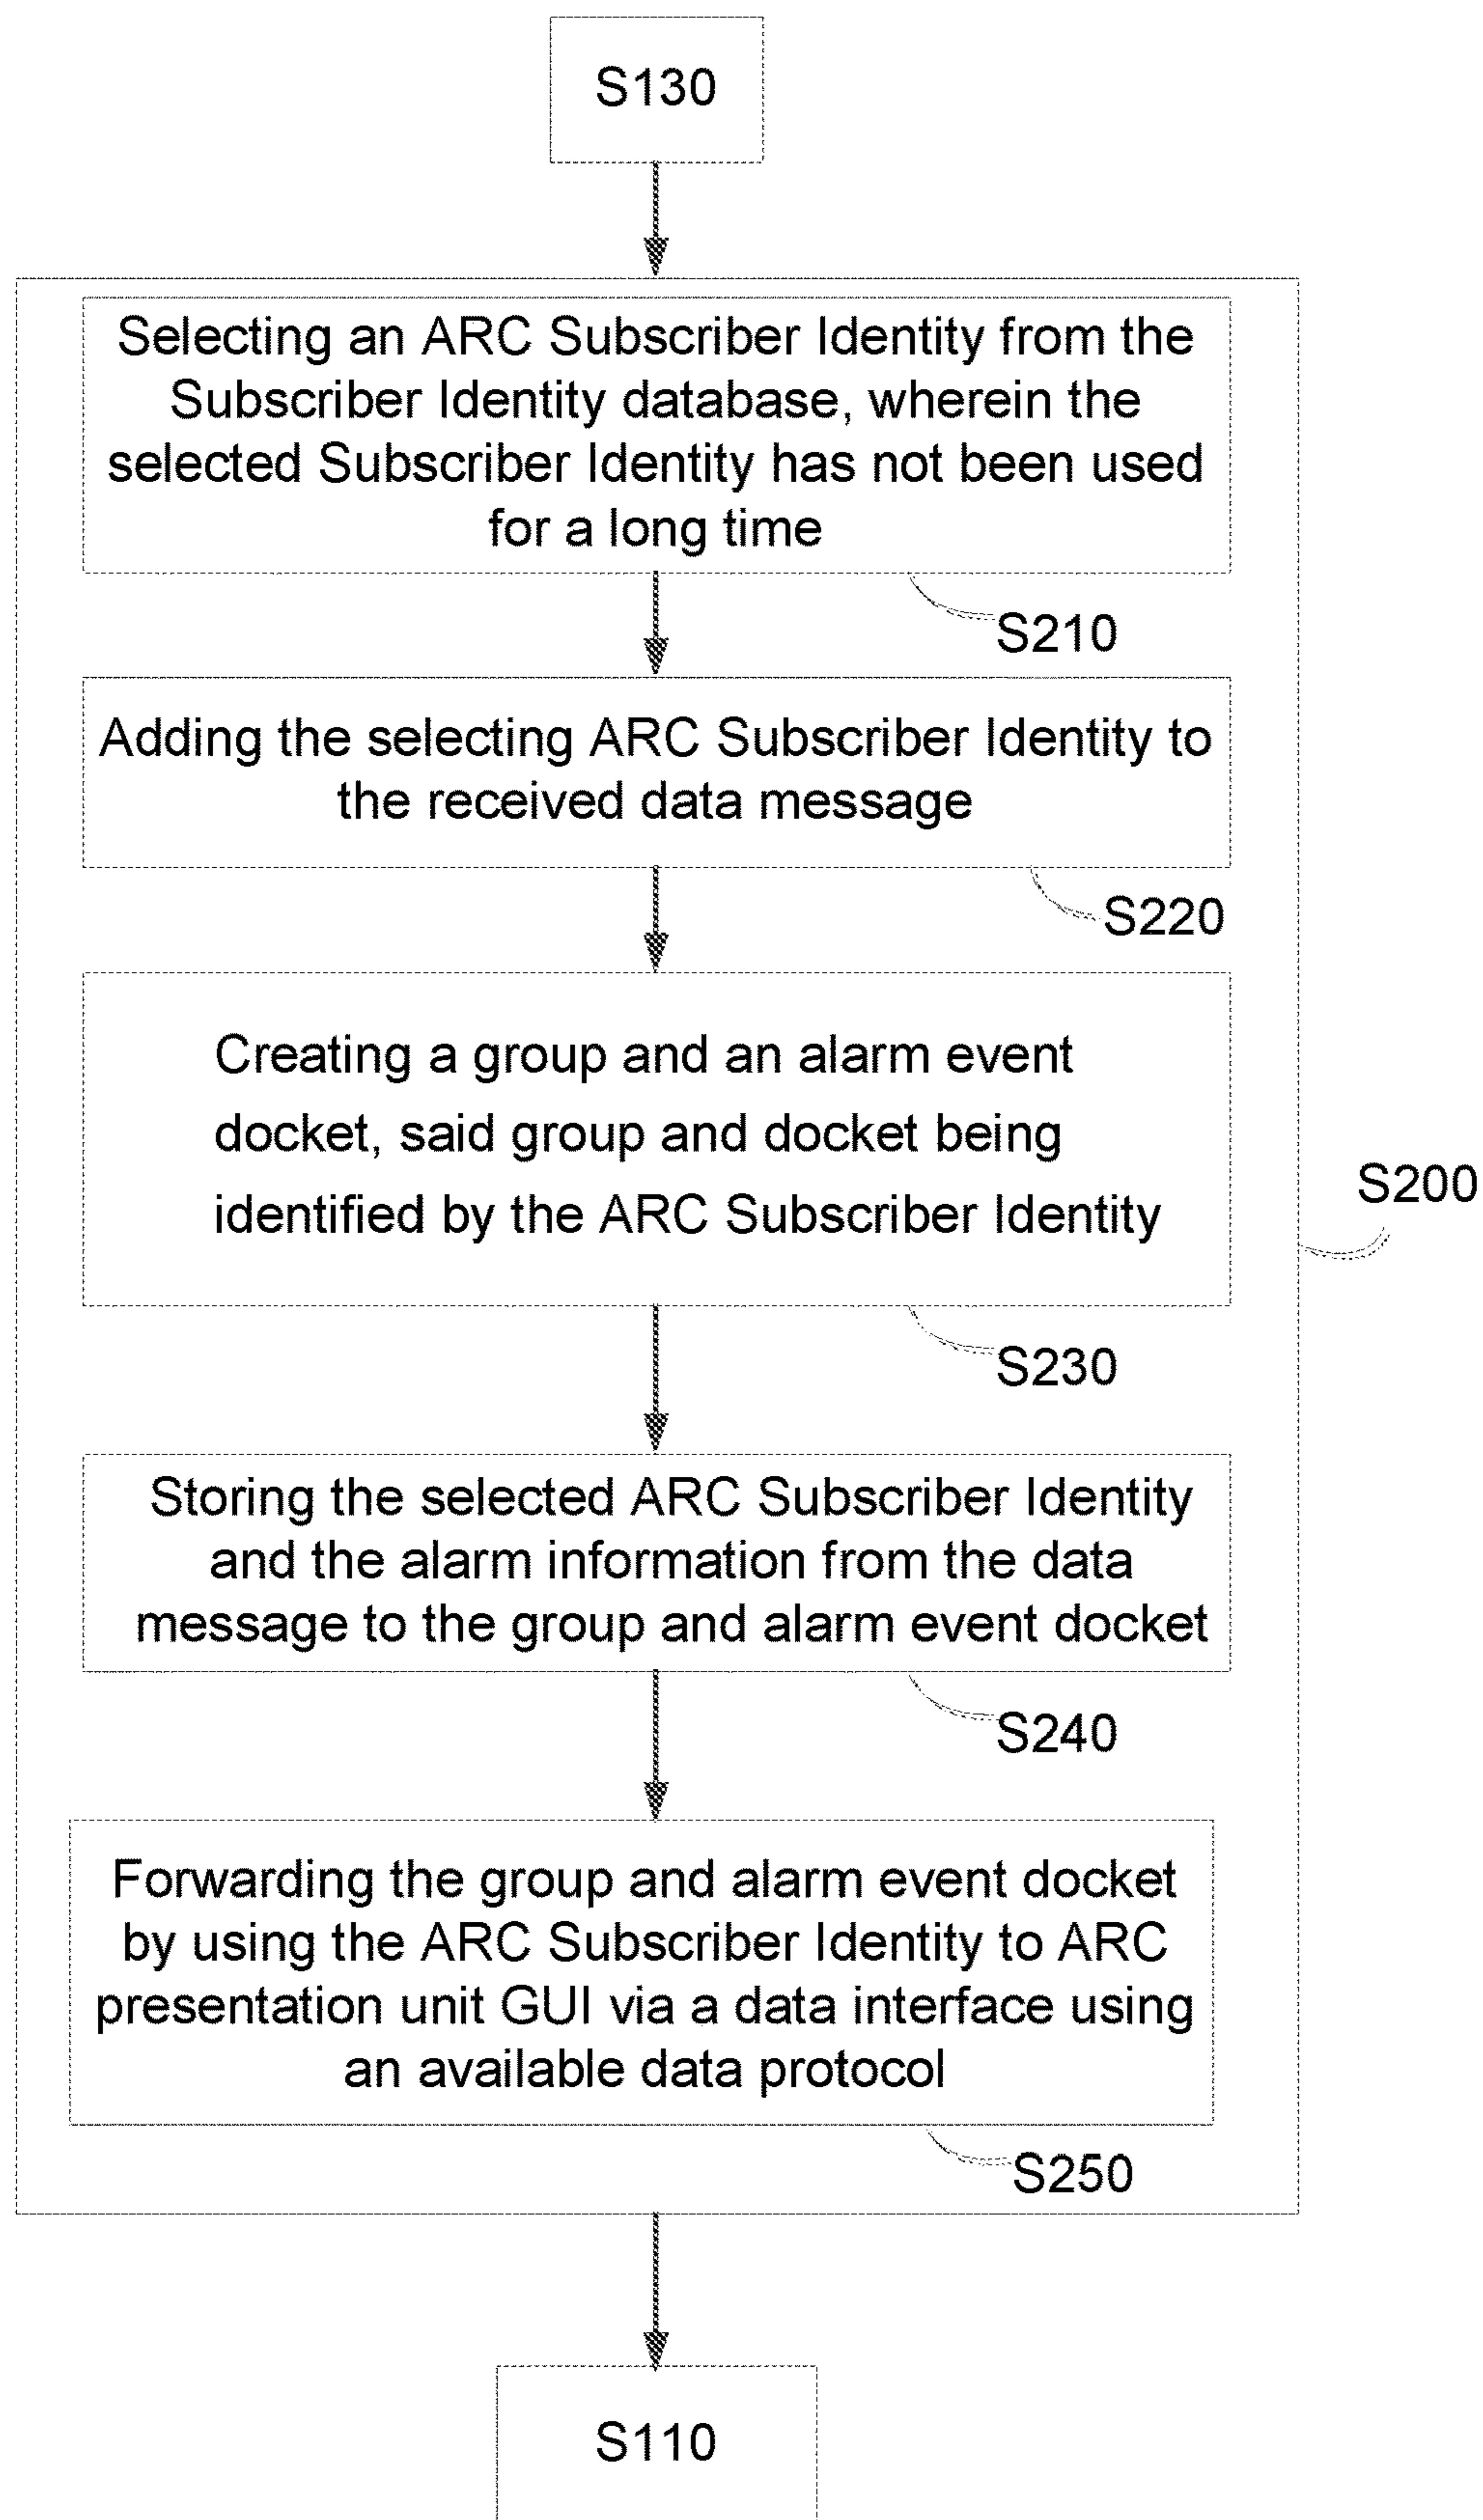 S130
Selecting an ARC Subscriber Identity from the
Subscriber Identity database, wherein the
selected Subscriber Identity has not been used
for a long time
S210
Adding the selecting ARC Subscriber Identity to
the received data message
S220
Creating a group and an alarm event
docket, said group and docket being
identified by the ARC Subscriber Identity
S200
S230
Storing the selected ARC Subscriber Identity
and the alarm information from the data
message to the group and alarm event docket
S240
Forwarding the group and alarm event docket
by using the ARC Subscriber Identity to ARC
presentation unit GUI via a data interface using
an available data protocol
S250
S110